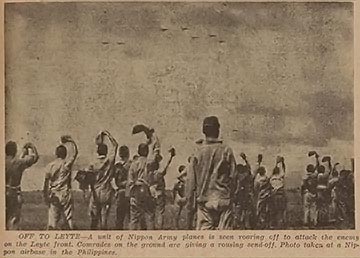 OFF TO LEYTE—A unit of Nippon Army planes is seen roaring off to attack the enemy
on the Leyte front. Comrades on the ground are giving a rousing send-off. Photo taken at a Nip-
pon airbase in the Philippines.